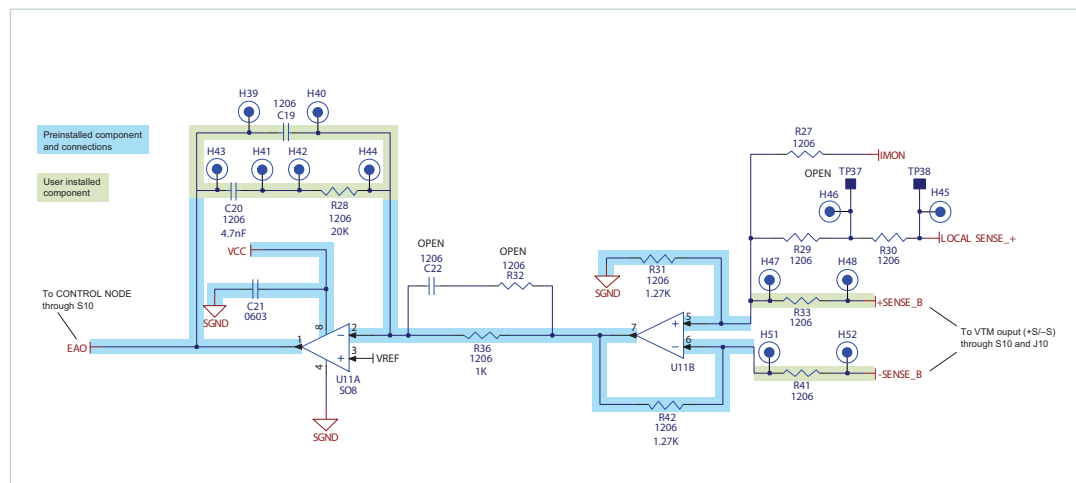 H39
H40
1206
C19
Preinstalled component
and connections
H43
H41
H42
H44
User installed
component
C20
1206
4.7nF
R28
1206
20K
VCC
SGND
C21
0603
To CONTROL NODE
through S10
EAO
1
8
2
3
4
VREF
U11A
SO8
SGND
OPEN
1206
C22
OPEN
1206
R32
R36
1206
1K
SGND
R31
1206
1.27K
7
5
6
U11B
R42
1206
1.27K
R27
1206
IMON
OPEN
TP37
TP38
H46
H45
R29
1206
R30
1206
LOCAL SENSE_+
H47
H48
R33
1206
+SENSE_B
H51
H52
R41
1206
-SENSE_B
To VTM ouput (+S/–S)
through S10 and J10